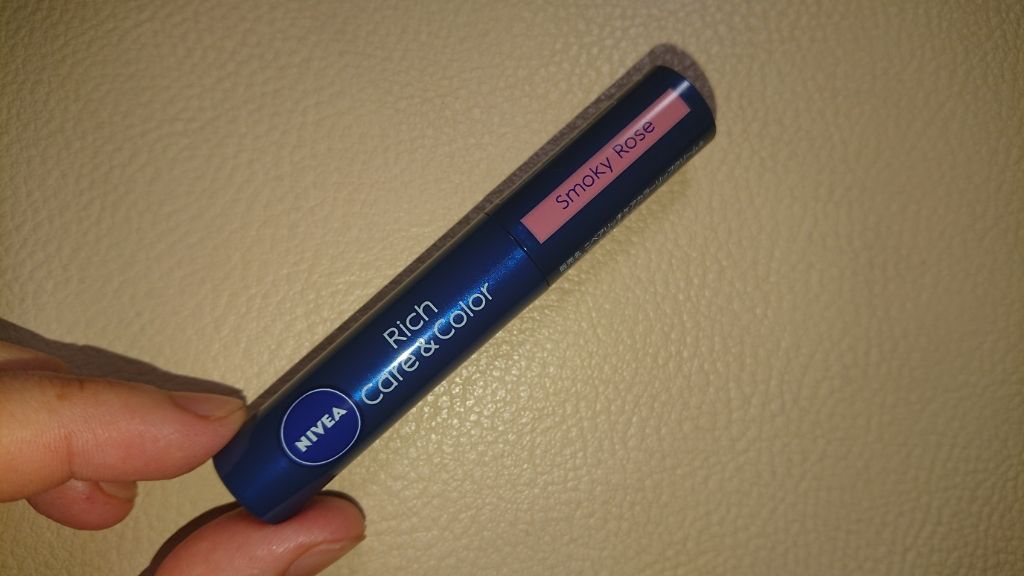 NIVEA
Rich
Care & Color
Smoky Rose